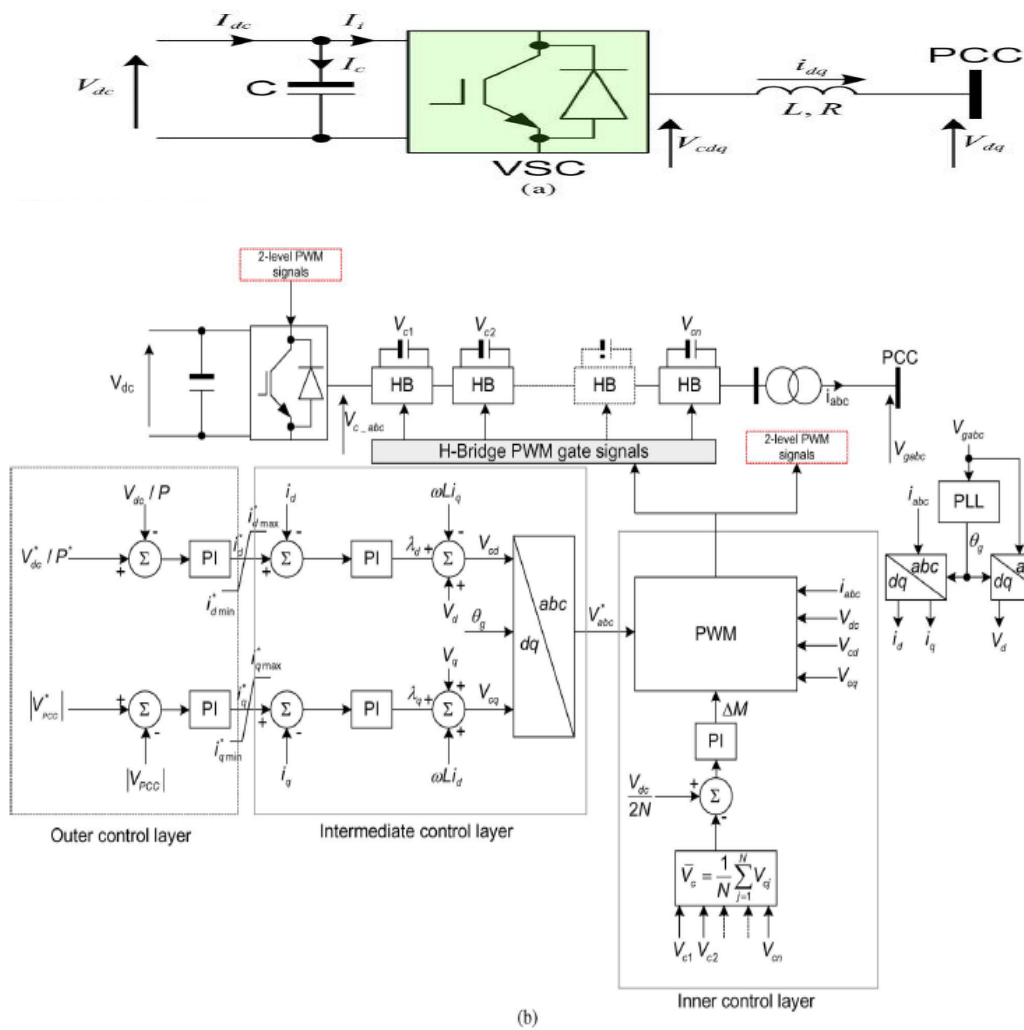 I_dc
I_i
I_c
V_dc
C
VSC
i_dq
L, R
PCC
V_cdq
V_dq
(a)
2-level PWM signals
V_dc
V_c1
V_c2
V_cn
HB
HB
HB
HB
PCC
V_c_abc
i_abc
H-Bridge PWM gate signals
2-level PWM signals
V_gabc
V_gabc
i_abc
PLL
θ_g
abc
dq
a
dq
i_d
i_q
V_d
V_dc / P
V*_dc / P*
Σ
PI
i*_d
i*_d max
i*_d min
i_d
Σ
PI
λ_d
ωLi_q
Σ
V_cd
V_d
θ_g
abc
dq
V*_abc
|V*_PCC|
Σ
PI
i*_q
i*_q max
i*_q min
|V_PCC|
Σ
i_q
PI
λ_q
V_q
Σ
V_cq
ωLi_d
Outer control layer
Intermediate control layer
PWM
i_abc
V_dc
V_cd
V_cq
ΔM
PI
V_dc / 2N
Σ
V̄_c = 1/N Σ_{j=1}^{N} V_cj
V_c1
V_c2
V_cn
Inner control layer
(b)